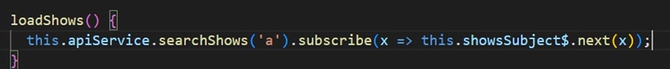 loadShows() {
this.apiService.searchShows('a').subscribe(x => this.showsSubject$.next(x));
}